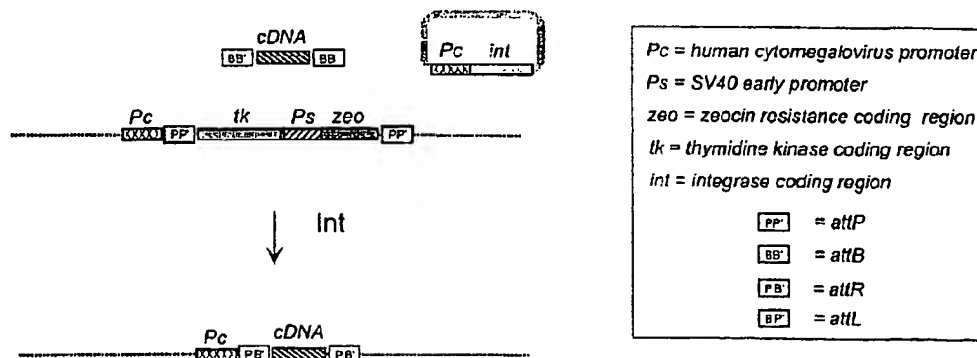 cDNA
BB' BB
Pc int
Pc PP' tk Ps zeo PP'
Int
Pc cDNA
PB' PB'
Pc = human cytomegalovirus promoter
Ps = SV40 early promoter
zeo = zeocin rosistance coding region
tk = thymidine kinase coding region
int = integrase coding region
PP' = attP
BB' = attB
PB' = attR
BP' = attL